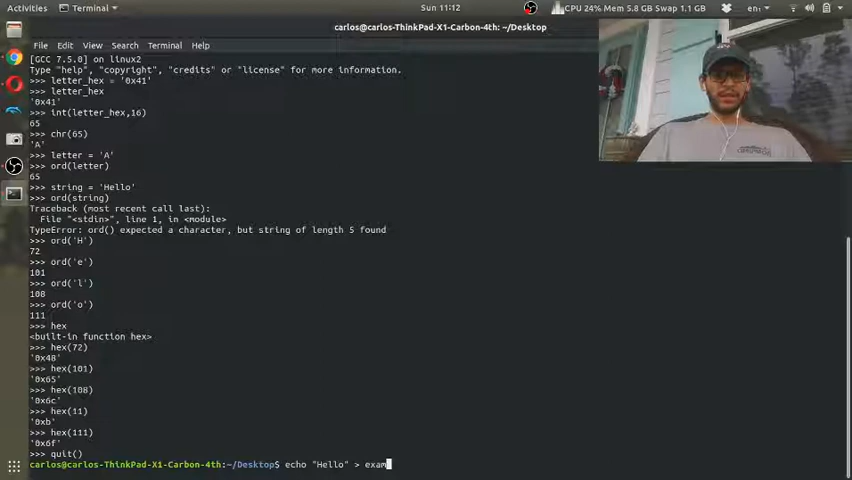 Activities
Terminal
Sun 11:12
CPU 24% Mem 5.8 GB Swap 1.1 GB
en
carlos@carlos-ThinkPad-X1-Carbon-4th: ~/Desktop
File Edit View Search Terminal Help
[GCC 7.5.0] on linux2
Type "help", "copyright", "credits" or "license" for more information.
>>> letter_hex = '0x41'
>>> letter_hex
'0x41'
>>> int(letter_hex,16)
65
>>> chr(65)
'A'
>>> letter = 'A'
>>> ord(letter)
65
>>> string = 'Hello'
>>> ord(string)
Traceback (most recent call last):
File "<stdin>", line 1, in <module>
TypeError: ord() expected a character, but string of length 5 found
>>> ord('H')
72
>>> ord('e')
101
>>> ord('l')
108
>>> ord('o')
111
>>> hex
<built-in function hex>
>>> hex(72)
'0x48'
>>> hex(101)
'0x65'
>>> hex(108)
'0x6c'
>>> hex(11)
'0xb'
>>> hex(111)
'0x6f'
>>> quit()
carlos@carlos-ThinkPad-X1-Carbon-4th:~/Desktop$ echo "Hello" > exam